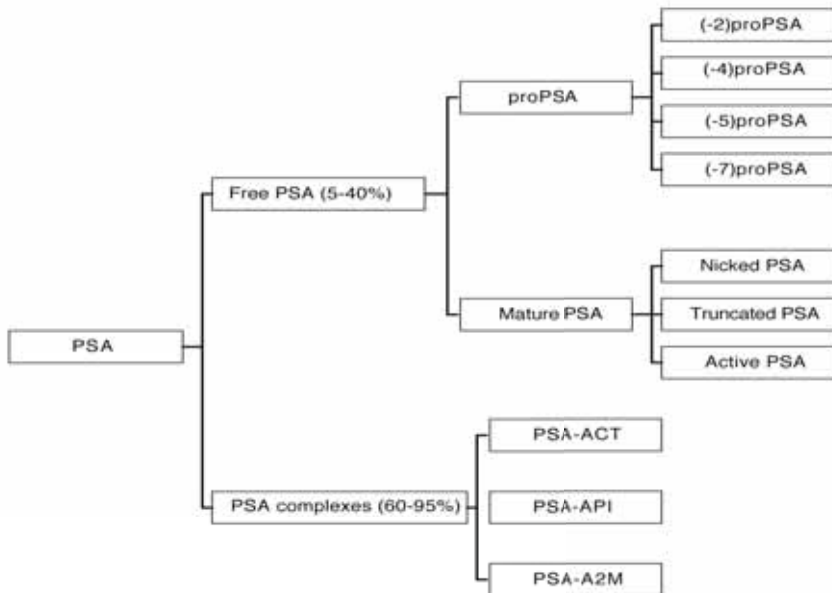 (-2)proPSA
(-4)proPSA
proPSA
(-5)proPSA
(-7)proPSA
Free PSA (5-40%)
Nicked PSA
Mature PSA
Truncated PSA
PSA
Active PSA
PSA-ACT
PSA complexes (60-95%)
PSA-API
PSA-A2M